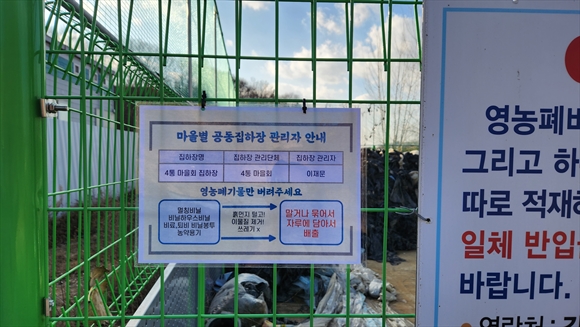 마을별 공동집하장 관리자 안내
집하장명 집하장 관리단체 집하장 관리자
4통 마을회 집하장 4통 마을회 이재문
영농폐기물만 버려주세요
멀칭비닐
비닐하우스비닐
비료,퇴비 비닐봉투
농약용기
흙먼지 털고!
이물질 제거!
쓰레기 x
말거나 묶어서
자루에 담아서
배출
영농폐비
그리고 하
따로 적재하
일체 반입
바랍니다.
• 연락처 :